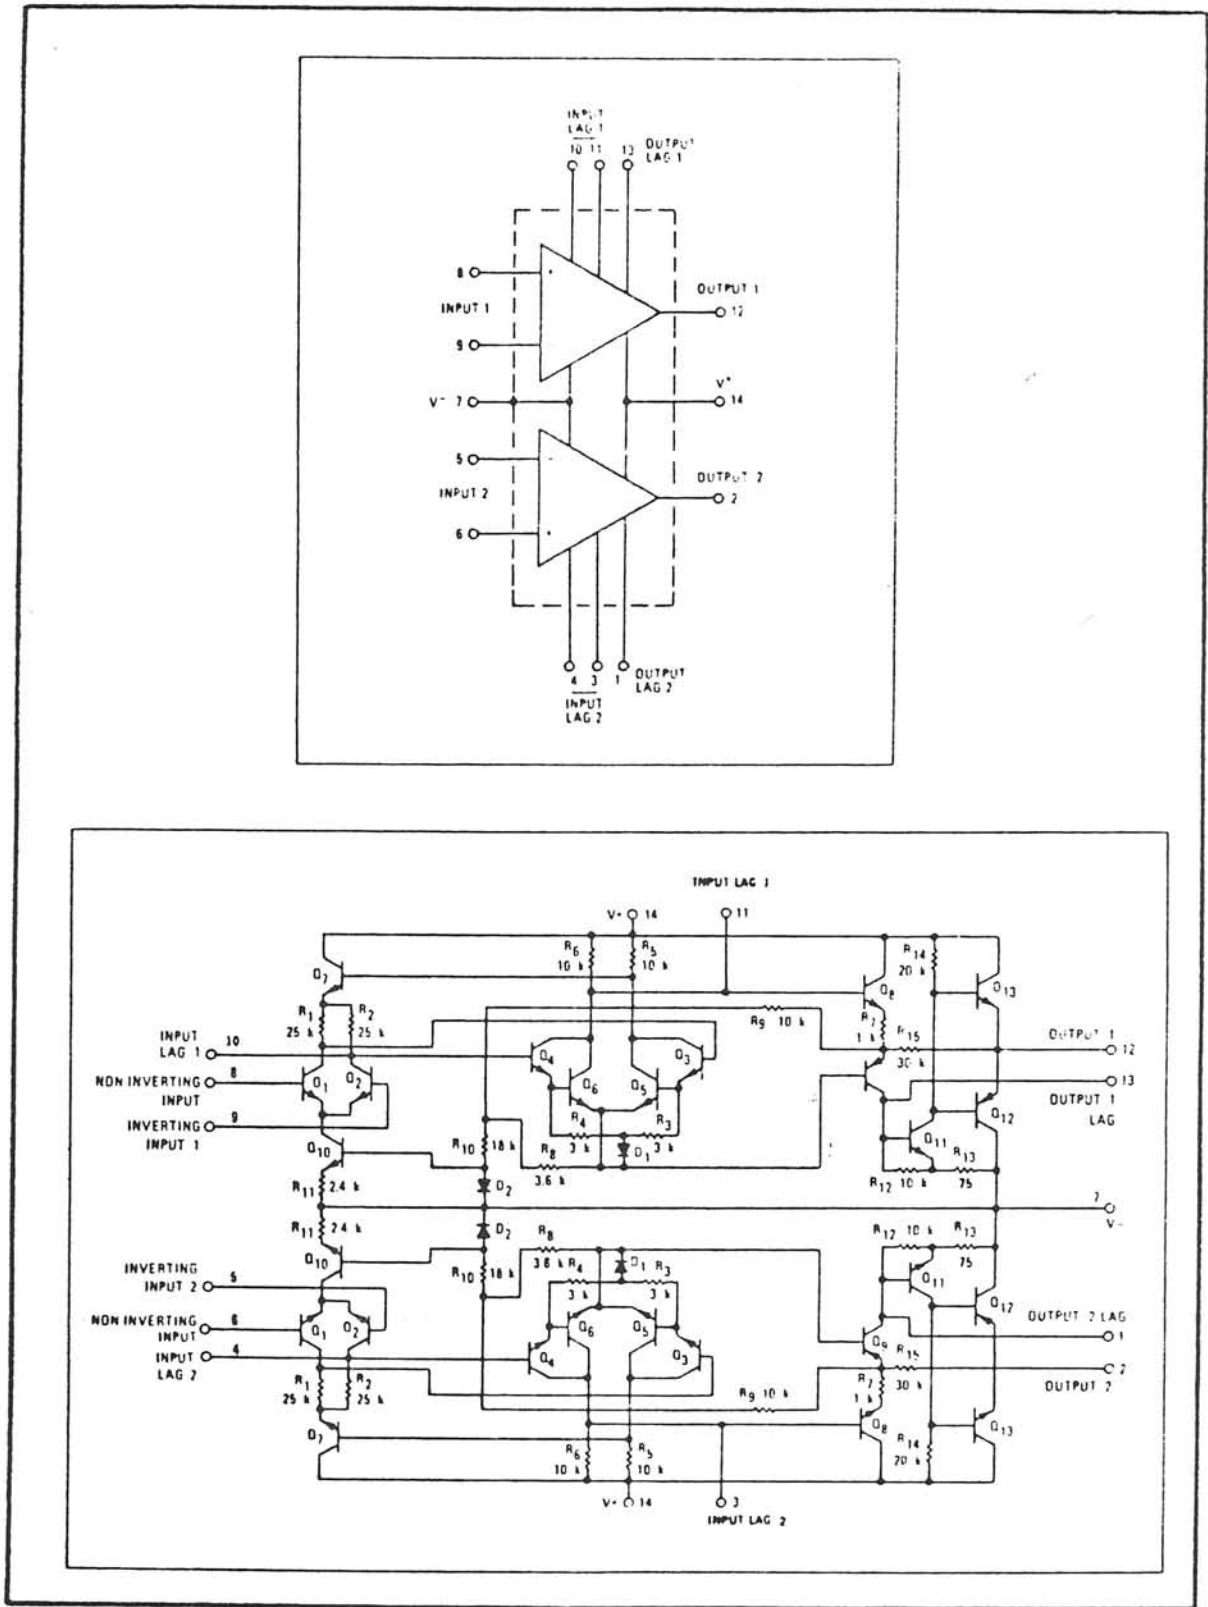 INPUT
LAG 1
10 11 13 OUTPUT
LAG 1
8 +
OUTPUT 1
INPUT 1
12
9
V+
V- 7
14
5 -
OUTPUT 2
INPUT 2
2
6 +
4 3 1 OUTPUT
LAG 2
INPUT
LAG 2
INPUT LAG 1
V+ 14 11
R6 R5 R14
10 k 10 k 20 k
Q7 Q8 Q13
R1 R2
25 k 25 k
R9 10 k
R7 R15
1 k 30 k
INPUT
LAG 1 10
OUTPUT 1
12
NON INVERTING
INPUT 8
Q1 Q2 Q4 Q6 Q5 Q3
13
OUTPUT 1
LAG
INVERTING
INPUT 1 9
R4 R3
3 k 3 k
Q12
Q10 R10 18 k R8 D1 Q11 R13
3.6 k
R12 10 k 75
R11 2.4 k D2
7
V-
R11 2.4 k D2 R8 R12 10 k R13
3.6 k D1 75
Q10 R10 18 k R4 R3 Q11
3 k 3 k
INVERTING
INPUT 2 5
Q12
OUTPUT 2 LAG
1
NON INVERTING
INPUT 6
Q1 Q2 Q6 Q5 Q9
INPUT
LAG 2 4
Q4 Q3 R15
30 k
2
OUTPUT 2
R1 R2
25 k 25 k
R9 10 k R7
1 k
Q7 Q8 Q13
R6 R5 R14
10 k 10 k 20 k
V+ 14 3
INPUT LAG 2